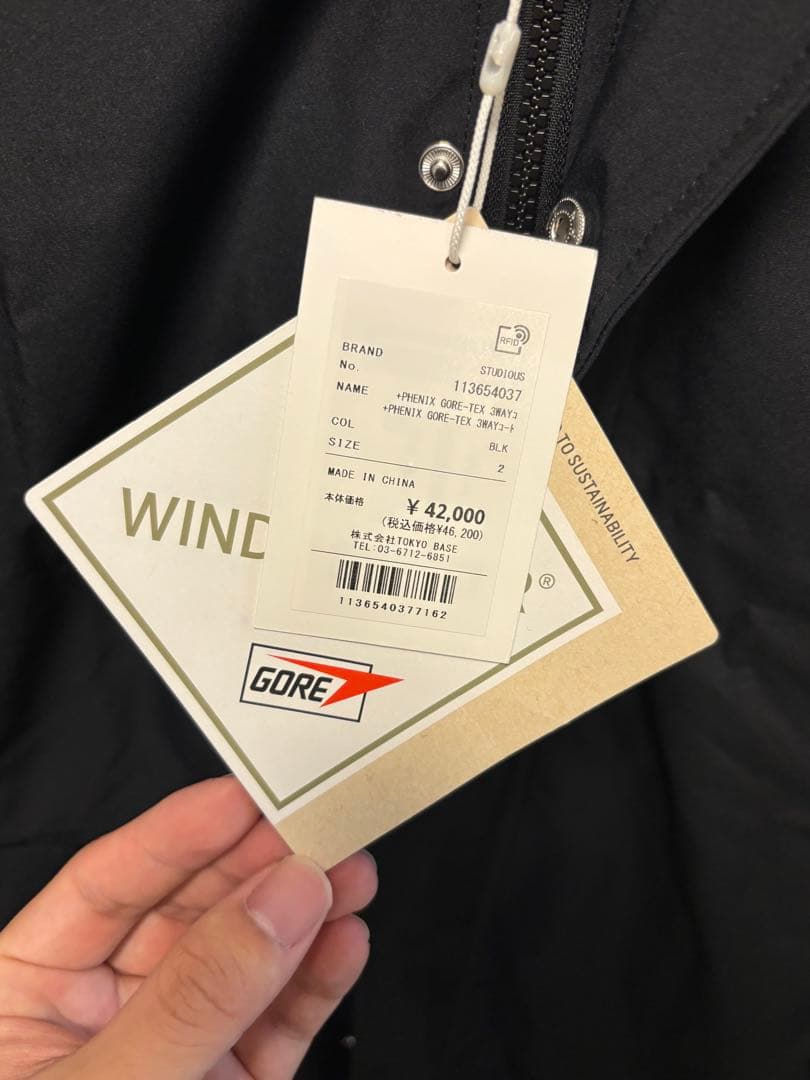 RFID
BRAND STUDIOUS
No. 113654037
NAME +PHENIX GORE-TEX 3WAYコ
+PHENIX GORE-TEX 3WAYコート
COL BLK
SIZE 2
MADE IN CHINA
本体価格 ¥ 42,000
(税込価格¥46,200)
株式会社TOKYO BASE
TEL:03-6712-6851
1136540377162
WIND
R®
GORE
TO SUSTAINABILITY